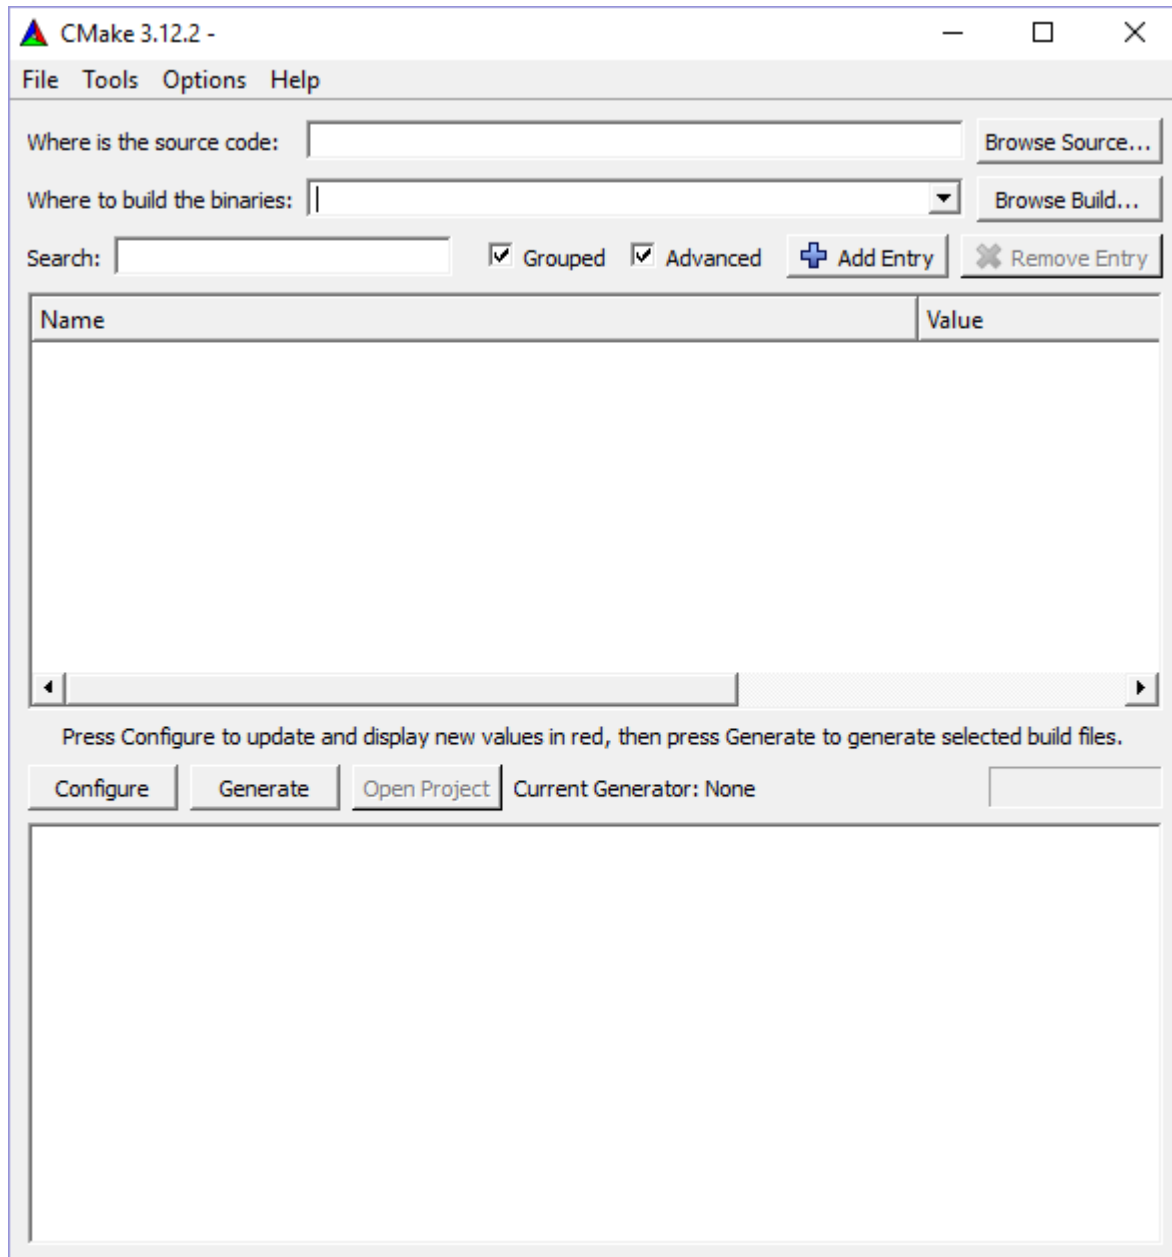 CMake 3.12.2 -
File Tools Options Help
Where is the source code: Browse Source...
Where to build the binaries: Browse Build...
Search: Grouped Advanced Add Entry Remove Entry
Name Value
Press Configure to update and display new values in red, then press Generate to generate selected build files.
Configure Generate Open Project Current Generator: None